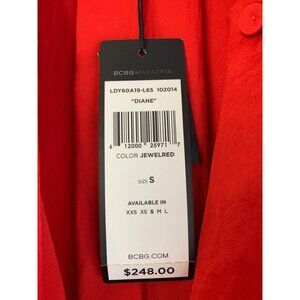 BCBGMAXAZRIA
LDY60A19-L65 102014
"DIANE"
6 12000 25971 7
COLOR JEWELRED
SIZE S
AVAILABLE IN
XXS XS S M L
BCBG.COM
$248.00